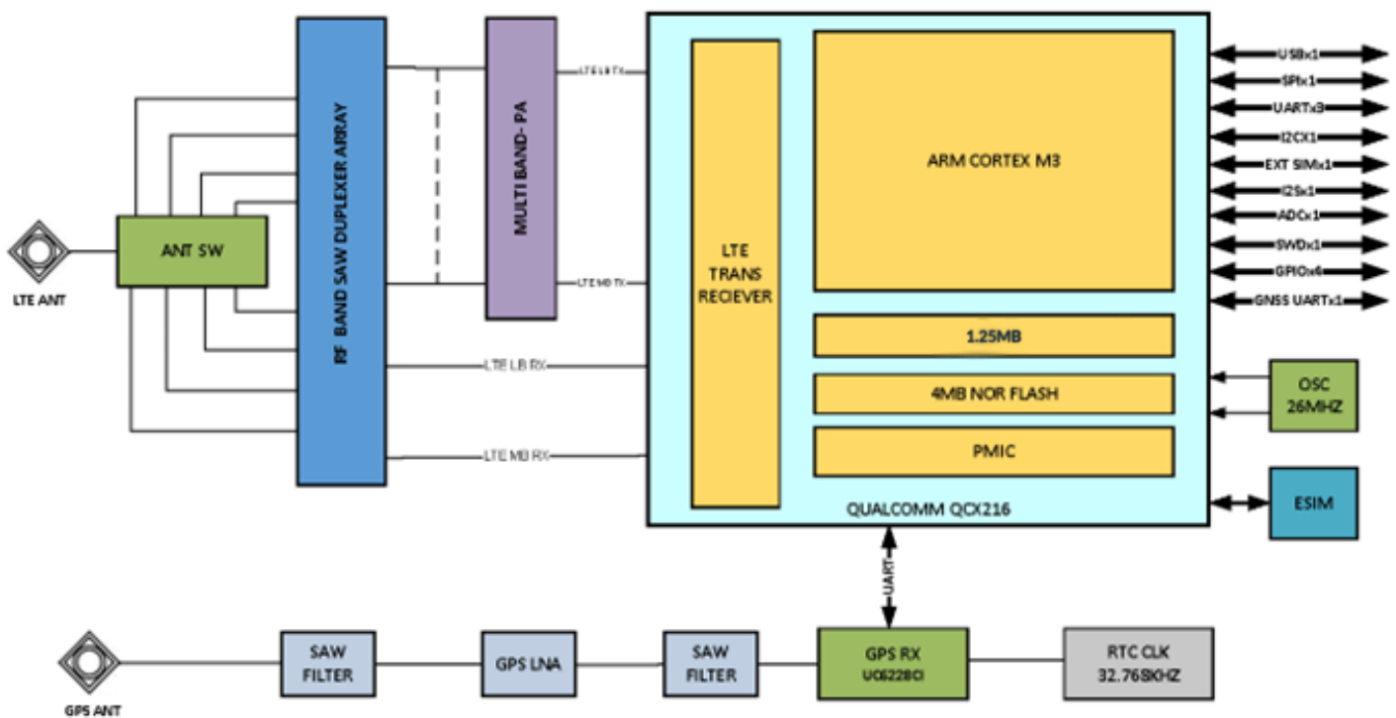 RF BAND SAW DUPLEXER ARRAY
MULTI BAND- PA
LTE LB TX
LTE MB TX
LTE LB RX
LTE MB RX
ANT SW
LTE ANT
LTE
TRANS
RECIEVER
ARM CORTEX M3
1.25MB
4MB NOR FLASH
PMIC
QUALCOMM QCX216
USBx1
SPIx1
UARTx3
I2CX1
EXT SIMx1
I2Sx1
ADCx1
SWDx1
GPIOx6
GNSS UARTx1
OSC
26MHZ
ESIM
UART
GPS ANT
SAW
FILTER
GPS LNA
SAW
FILTER
GPS RX
UC6228CI
RTC CLK
32.768KHZ